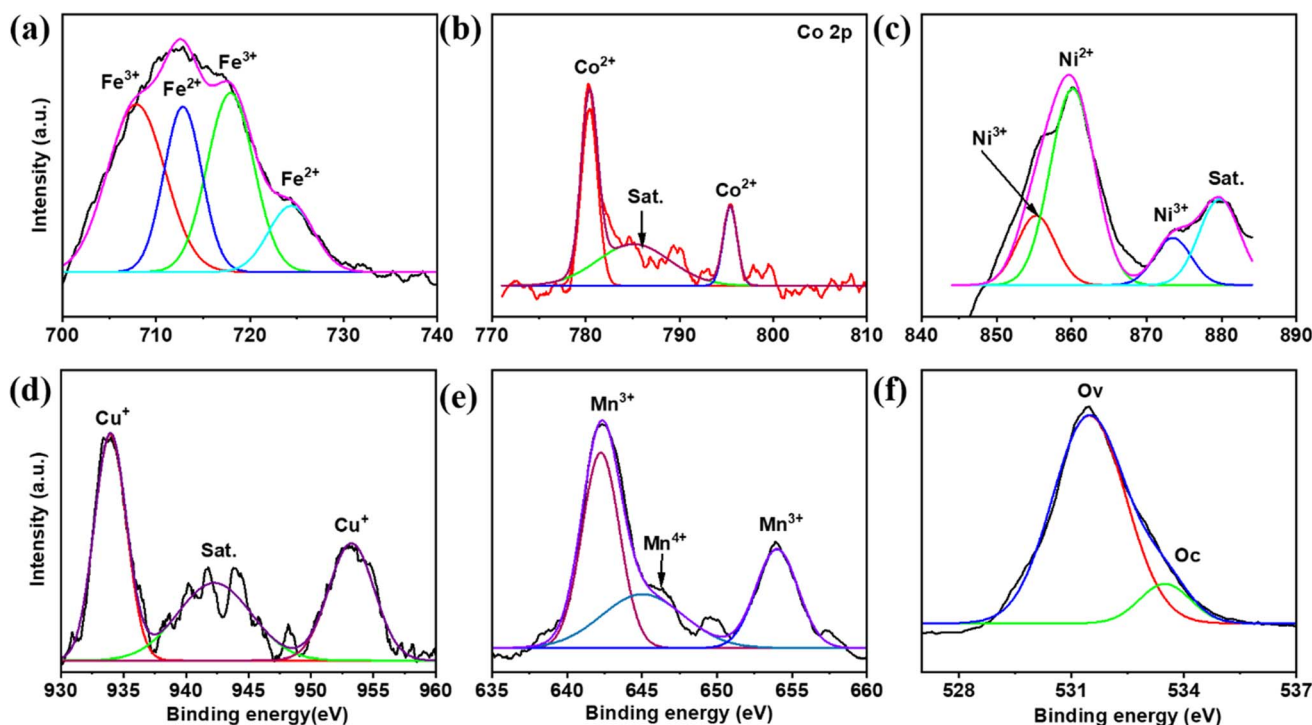 (a)
Fe³⁺
Fe²⁺
Fe³⁺
Fe²⁺
Intensity (a.u.)
700 710 720 730 740
(b)
Co 2p
Co²⁺
Sat.
Co²⁺
770 780 790 800 810
(c)
Ni²⁺
Ni³⁺
Ni³⁺
Sat.
840 850 860 870 880 890
(d)
Cu⁺
Sat.
Cu⁺
Intensity (a.u.)
930 935 940 945 950 955 960
Binding energy(eV)
(e)
Mn³⁺
Mn⁴⁺
Mn³⁺
635 640 645 650 655 660
Binding energy (eV)
(f)
Ov
Oc
528 531 534 537
Binding energy (eV)